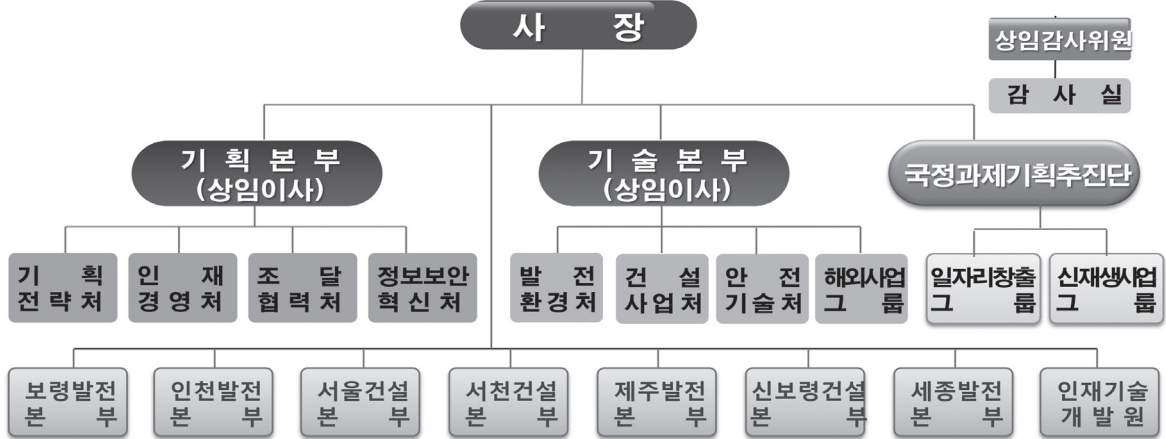 사 장
상임감사위원
감 사 실
기 획 본 부
(상임이사)
기 술 본 부
(상임이사)
국정과제기획추진단
기 획
전 략 처
인 재
경 영 처
조 달
협 력 처
정보보안
혁 신 처
발 전
환 경 처
건 설
사 업 처
안 전
기 술 처
해외사업
그 룹
일자리창출
그 룹
신재생사업
그 룹
보령발전
본 부
인천발전
본 부
서울건설
본 부
서천건설
본 부
제주발전
본 부
신보령건설
본 부
세종발전
본 부
인재기술
개 발 원